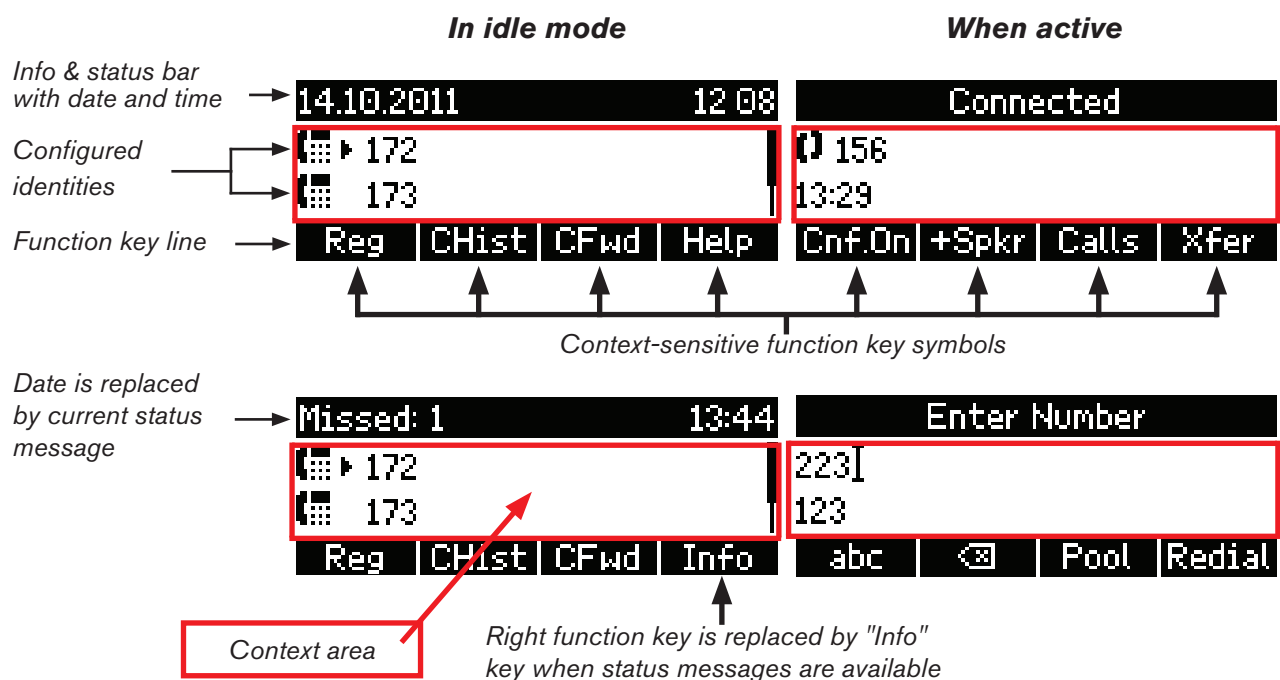 In idle mode
When active
Info & status bar
with date and time
14.10.2011 12 08
Connected
Configured
identities
172
173
156
13:29
Function key line
Reg CHist CFwd Help
Cnf.On +Spkr Calls Xfer
Context-sensitive function key symbols
Date is replaced
by current status
message
Missed: 1 13:44
Enter Number
172
173
223
123
Reg CHist CFwd Info
abc Pool Redial
Context area
Right function key is replaced by "Info"
key when status messages are available